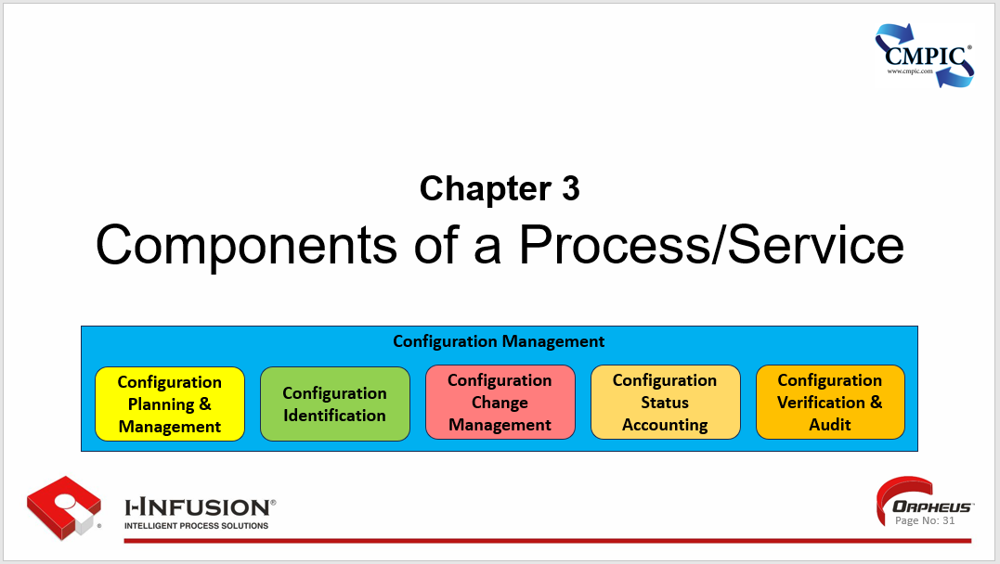 CMPIC®
www.cmpic.com
Chapter 3
Components of a Process/Service
Configuration Management
Configuration
Planning &
Management
Configuration
Identification
Configuration
Change
Management
Configuration
Status
Accounting
Configuration
Verification &
Audit
I-INFUSION®
INTELLIGENT PROCESS SOLUTIONS
®
ORPHEUS™
Page No: 31